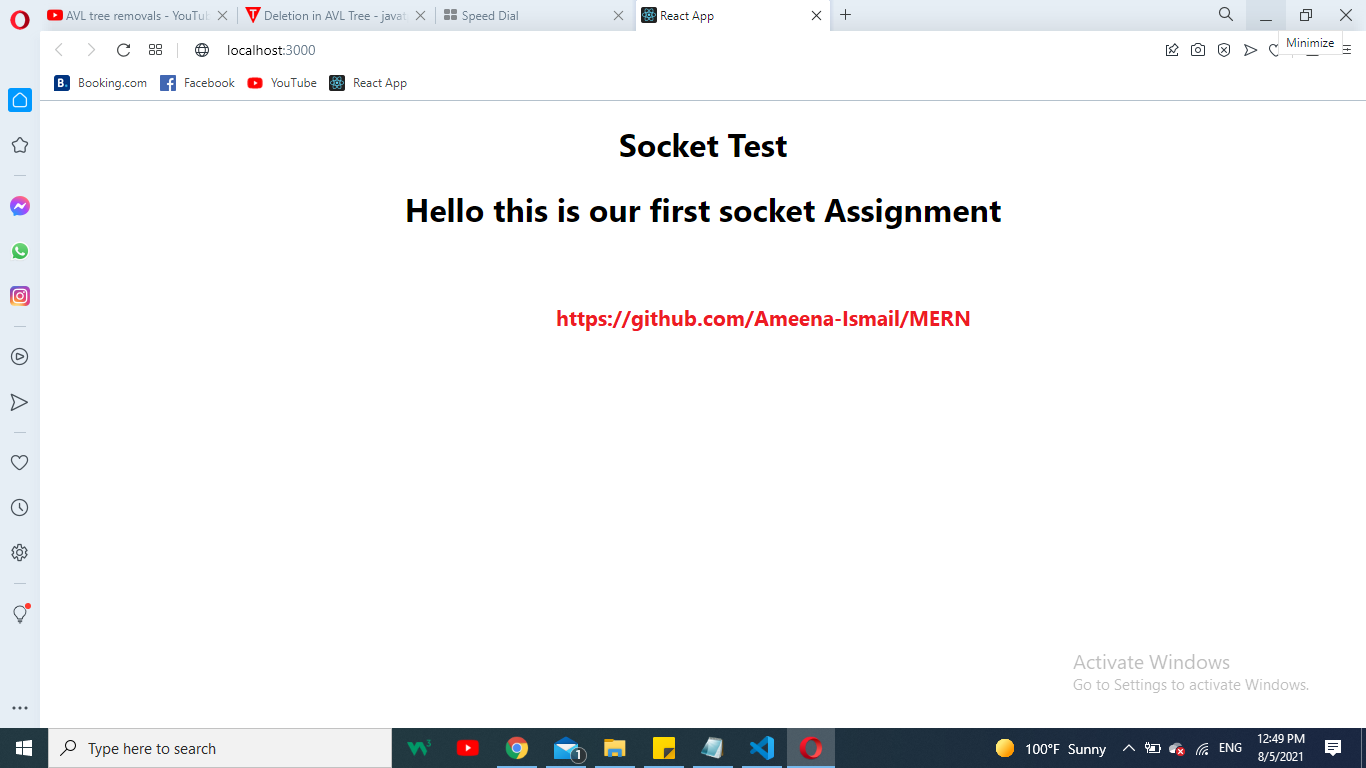 AVL tree removals - YouTu
Deletion in AVL Tree - javat
Speed Dial
React App
localhost:3000
Minimize
B. Booking.com
Facebook
YouTube
React App
Socket Test
Hello this is our first socket Assignment
https://github.com/Ameena-Ismail/MERN
Activate Windows
Go to Settings to activate Windows.
Type here to search
W3
1
100°F Sunny
ENG
12:49 PM
8/5/2021